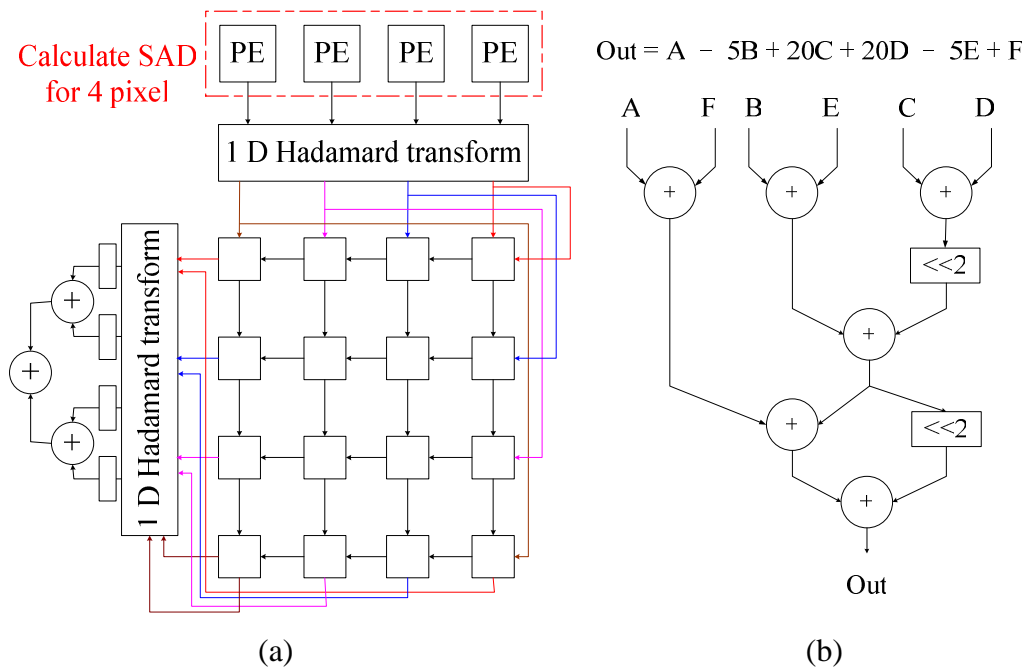 Calculate SAD
for 4 pixel
PE PE PE PE
1 D Hadamard transform
1 D Hadamard transform
+
+
+
(a)
Out = A - 5B + 20C + 20D - 5E + F
A F B E C D
+ + +
<<2
+
+
<<2
+
Out
(b)